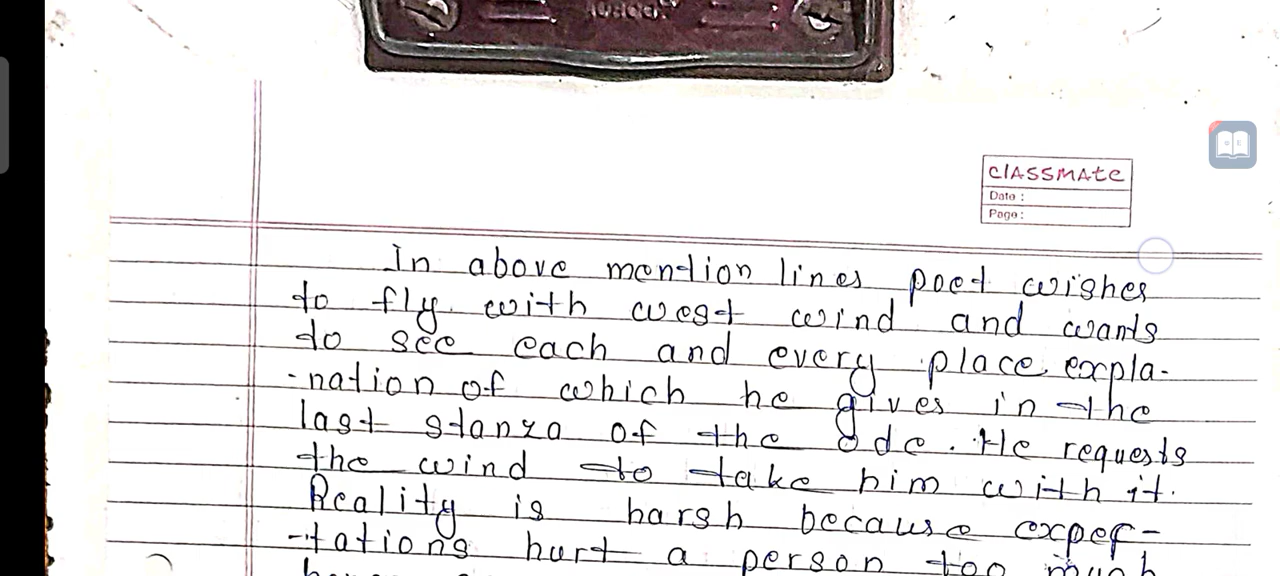 CLASSMATE
Date :
Page :
In above mention lines poet wishes
to fly with west wind and wants
to see each and every place, expla-
-nation of which he gives in the
last stanza of the ode. He requests
the wind to take him with it.
Reality is harsh because expec-
-tations hurt a person too much